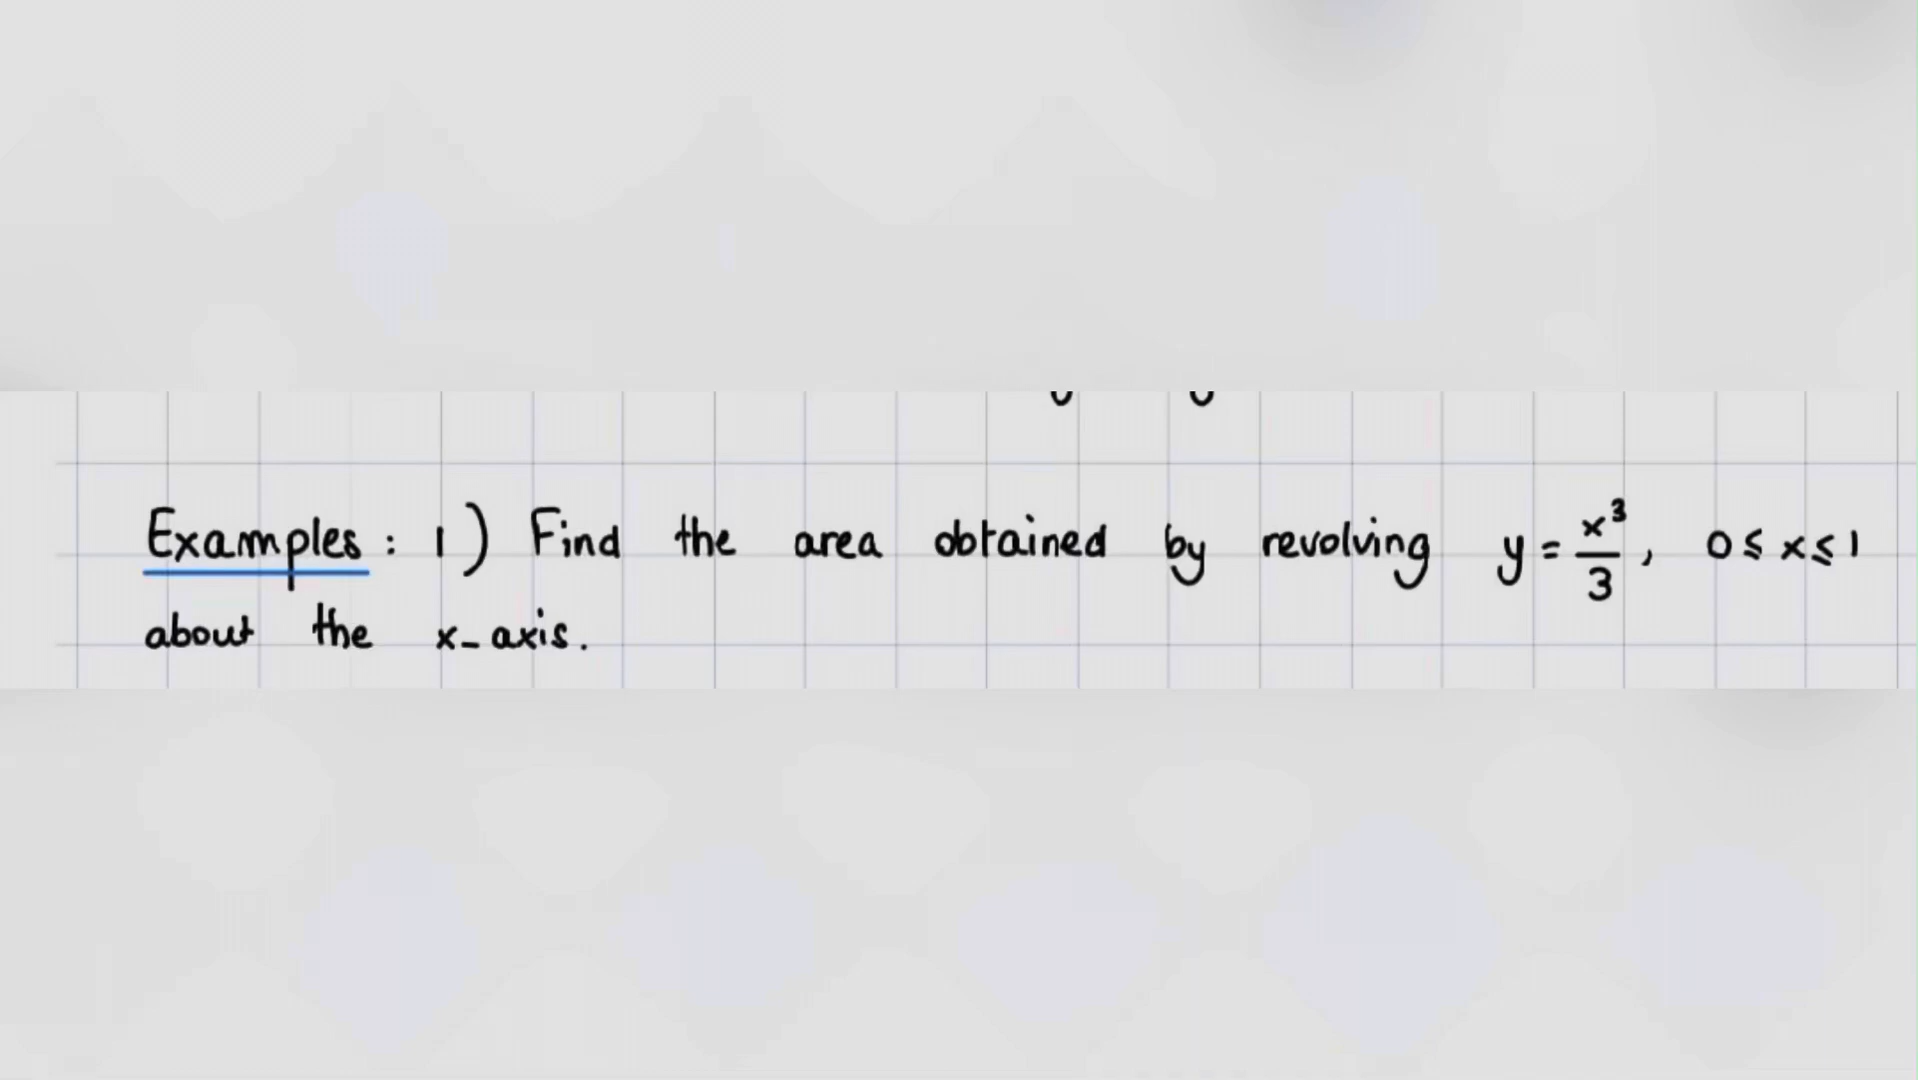 Examples: 1) Find the area obtained by revolving y = x³/3, 0 ≤ x ≤ 1
about the x-axis.